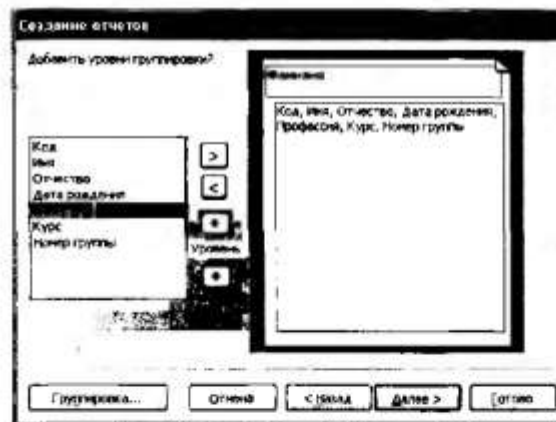 Создание отчетов
Добавить уровни группировки?
Фамилия
Код, Имя, Отчество, Дата рождения,
Профессия, Курс, Номер группы
Код
Имя
Отчество
Дата рождения
Курс
Номер группы
>
<
Уровень
Группировка...
Отмена
< Назад
Далее >
Готово